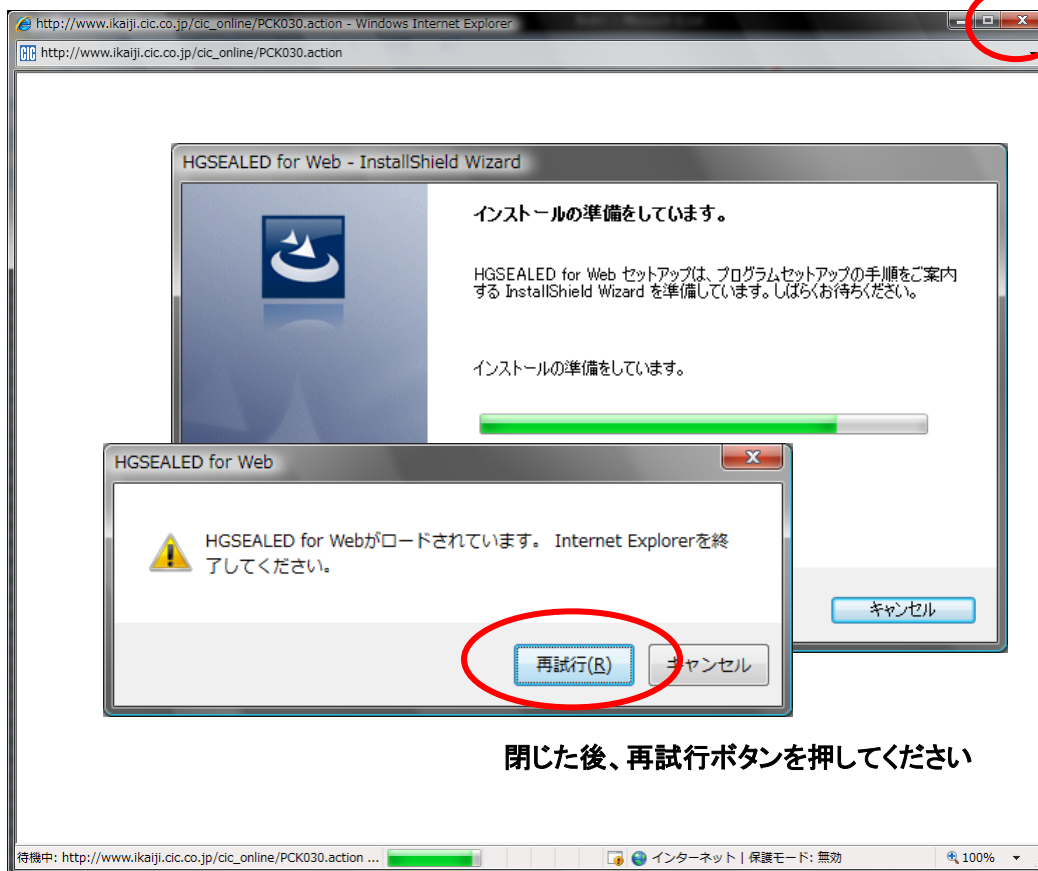 http://www.ikaiji.cic.co.jp/cic_online/PCK030.action - Windows Internet Explorer
CIC http://www.ikaiji.cic.co.jp/cic_online/PCK030.action
HGSEALED for Web - InstallShield Wizard
インストールの準備をしています。
HGSEALED for Web セットアップは、プログラムセットアップの手順をご案内
する InstallShield Wizard を準備しています。しばらくお待ちください。
インストールの準備をしています。
HGSEALED for Web
HGSEALED for Webがロードされています。 Internet Explorerを終
了してください。
キャンセル
再試行(R) キャンセル
閉じた後、再試行ボタンを押してください
待機中: http://www.ikaiji.cic.co.jp/cic_online/PCK030.action ... インターネット | 保護モード: 無効 100%